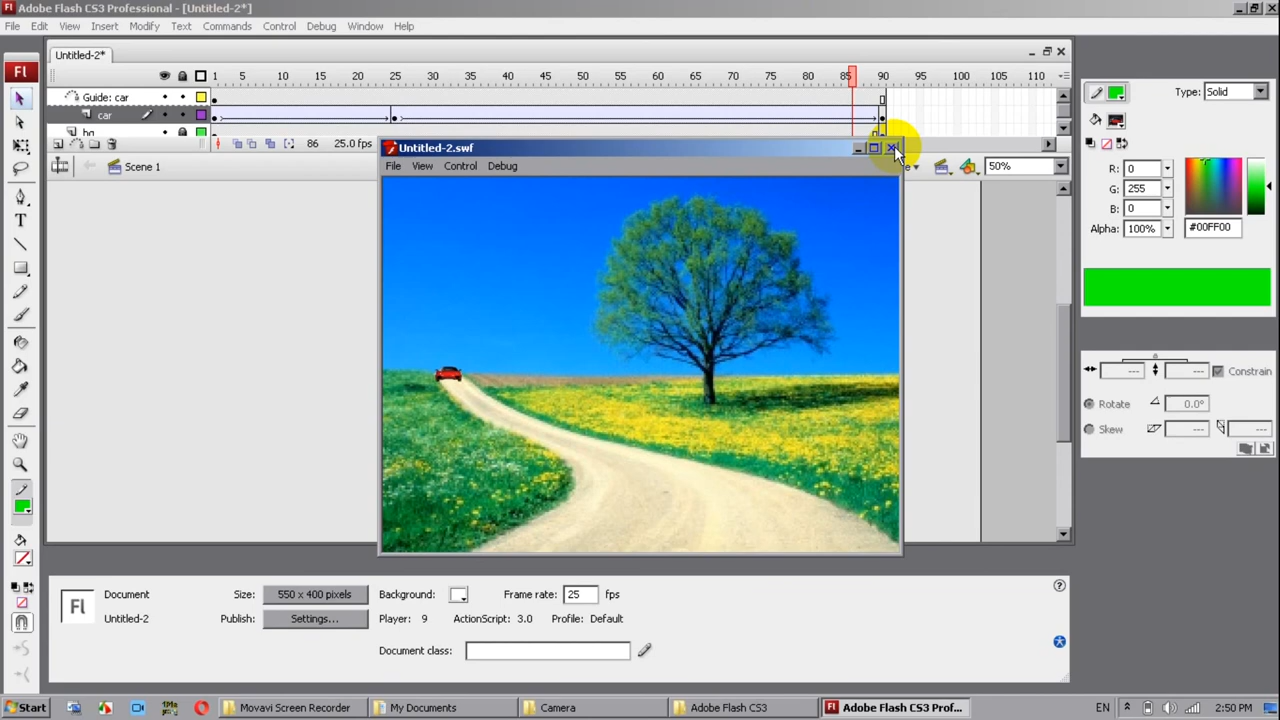 Adobe Flash CS3 Professional - [Untitled-2*]
File Edit View Insert Modify Text Commands Control Debug Window Help
Untitled-2*
1 5 10 15 20 25 30 35 40 45 50 55 60 65 70 75 80 85 90 95 100 105 110
Guide: car
car
bg
86 25.0 fps
Scene 1
50%
Untitled-2.swf
File View Control Debug
Fl
Type: Solid
R: 0
G: 255
B: 0
Alpha: 100% #00FF00
Constrain
Rotate 0.0°
Skew
Fl
Document
Untitled-2
Size: 550 x 400 pixels Background: Frame rate: 25 fps
Publish: Settings... Player: 9 ActionScript: 3.0 Profile: Default
Document class:
Start Movavi Screen Recorder My Documents Camera Adobe Flash CS3 Adobe Flash CS3 Prof... EN 2:50 PM